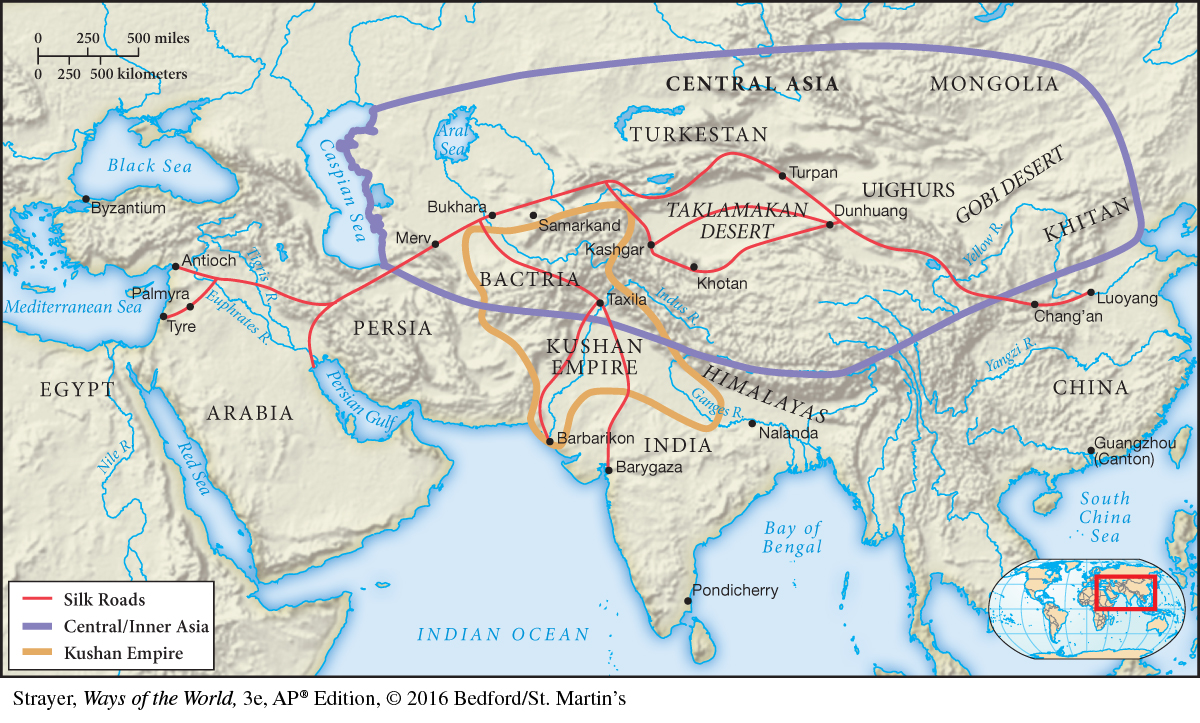 0 250 500 miles
0 250 500 kilometers
CENTRAL ASIA
MONGOLIA
TURKESTAN
Aral
Sea
Black Sea
Caspian Sea
Turpan
UIGHURS
GOBI DESERT
Byzantium
Bukhara
Samarkand
TAKLAMAKAN
DESERT
Dunhuang
KHITAN
Yellow R.
Merv
Kashgar
Antioch
Tigris R.
BACTRIA
Khotan
Palmyra
Euphrates R.
Mediterranean Sea
Tyre
Taxila
Indus R.
Luoyang
Chang’an
PERSIA
KUSHAN
EMPIRE
Yangzi R.
HIMALAYAS
EGYPT
ARABIA
Persian Gulf
Ganges R.
CHINA
Nile R.
Red Sea
Barbarikon
INDIA
Nalanda
Barygaza
Guangzhou
(Canton)
South
China
Sea
Bay of
Bengal
Pondicherry
INDIAN OCEAN
Silk Roads
Central/Inner Asia
Kushan Empire
Strayer, Ways of the World, 3e, AP® Edition, © 2016 Bedford/St. Martin’s